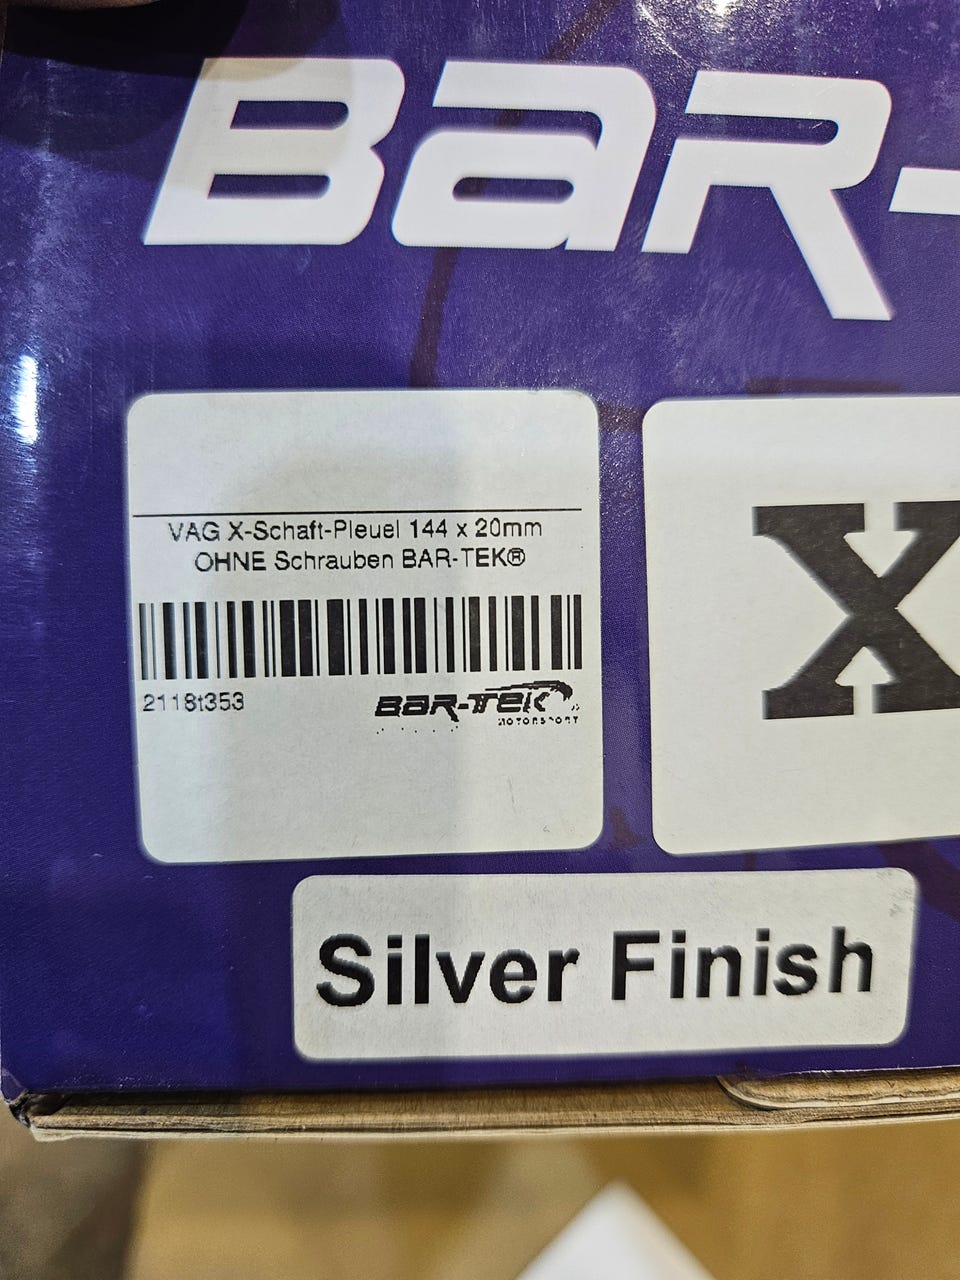 BaR-
VAG X-Schaft-Pleuel 144 x 20mm
OHNE Schrauben BAR-TEK®
2118t353
BaR-TEK
MOTORSPORT
X
Silver Finish